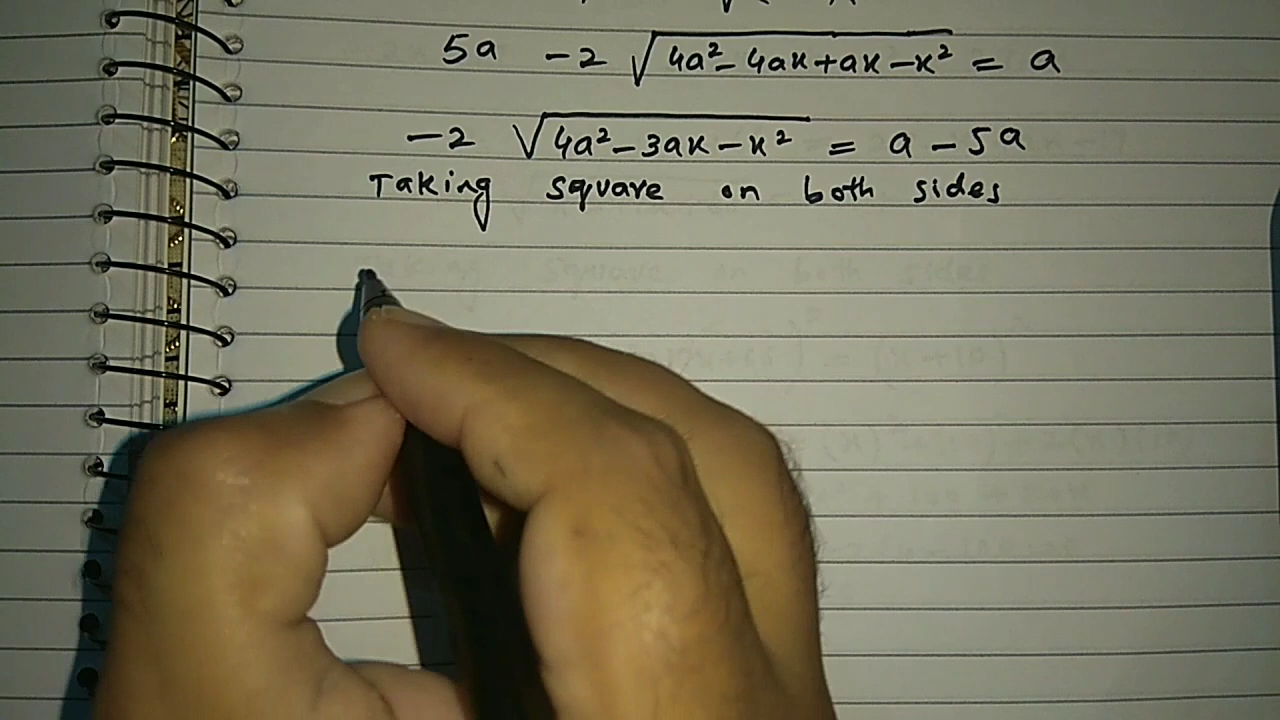 5a - 2 √(4a² - 4ax + ax - x²) = a
-2 √(4a² - 3ax - x²) = a - 5a
Taking square on both sides